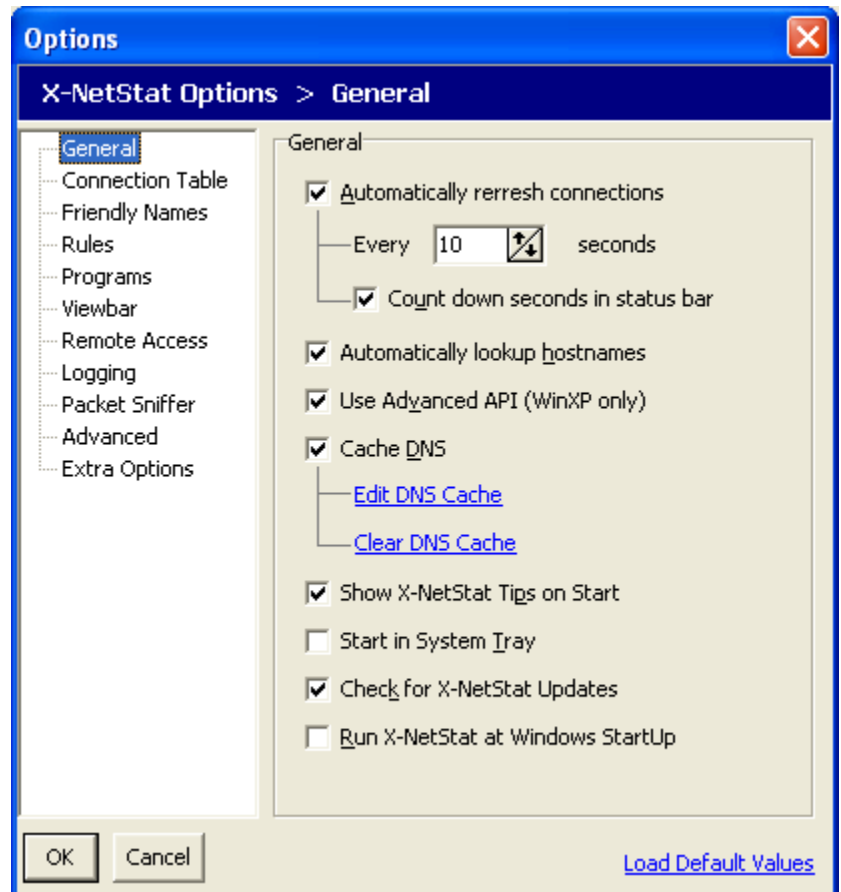 Options
X-NetStat Options > General
General
Connection Table
Friendly Names
Rules
Programs
Viewbar
Remote Access
Logging
Packet Sniffer
Advanced
Extra Options
General
Automatically rerresh connections
Every 10 seconds
Count down seconds in status bar
Automatically lookup hostnames
Use Advanced API (WinXP only)
Cache DNS
Edit DNS Cache
Clear DNS Cache
Show X-NetStat Tips on Start
Start in System Tray
Check for X-NetStat Updates
Run X-NetStat at Windows StartUp
OK Cancel Load Default Values